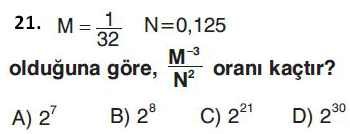 21. M = 1/32 N=0,125
olduğuna göre, M⁻³/N² oranı kaçtır?
A) 2⁷ B) 2⁸ C) 2²¹ D) 2³⁰